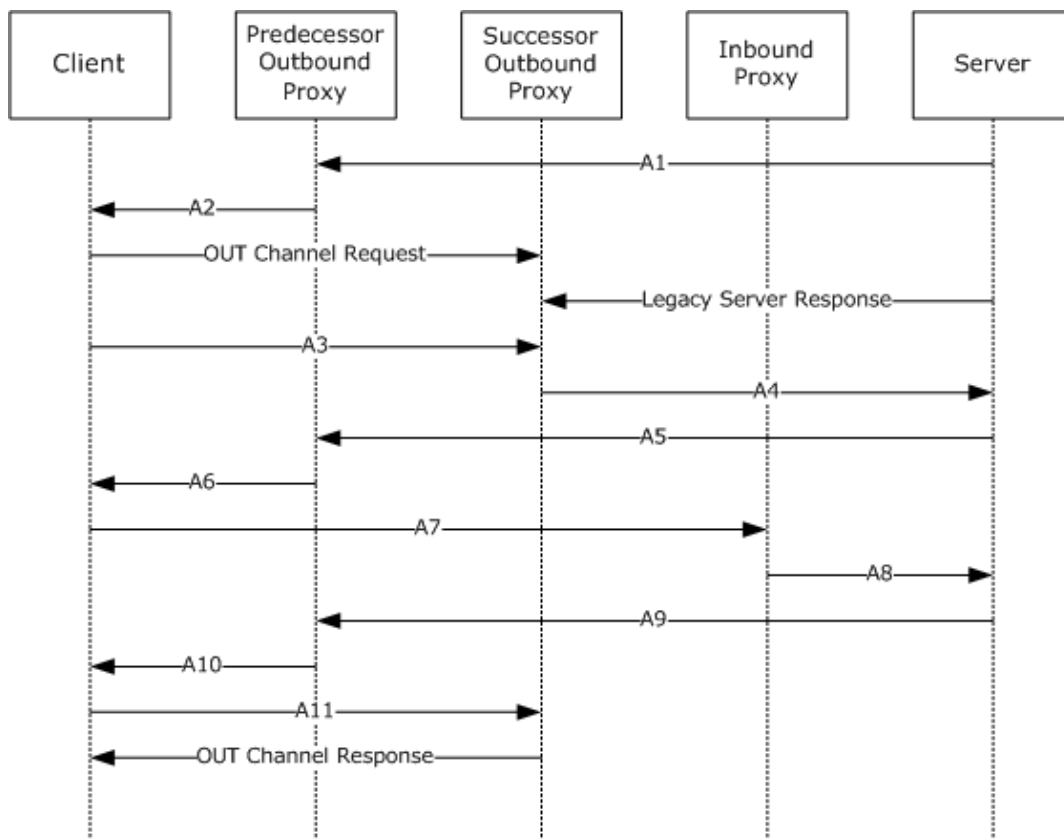 Client
Predecessor
Outbound
Proxy
Successor
Outbound
Proxy
Inbound
Proxy
Server
A1
A2
OUT Channel Request
Legacy Server Response
A3
A4
A5
A6
A7
A8
A9
A10
A11
OUT Channel Response